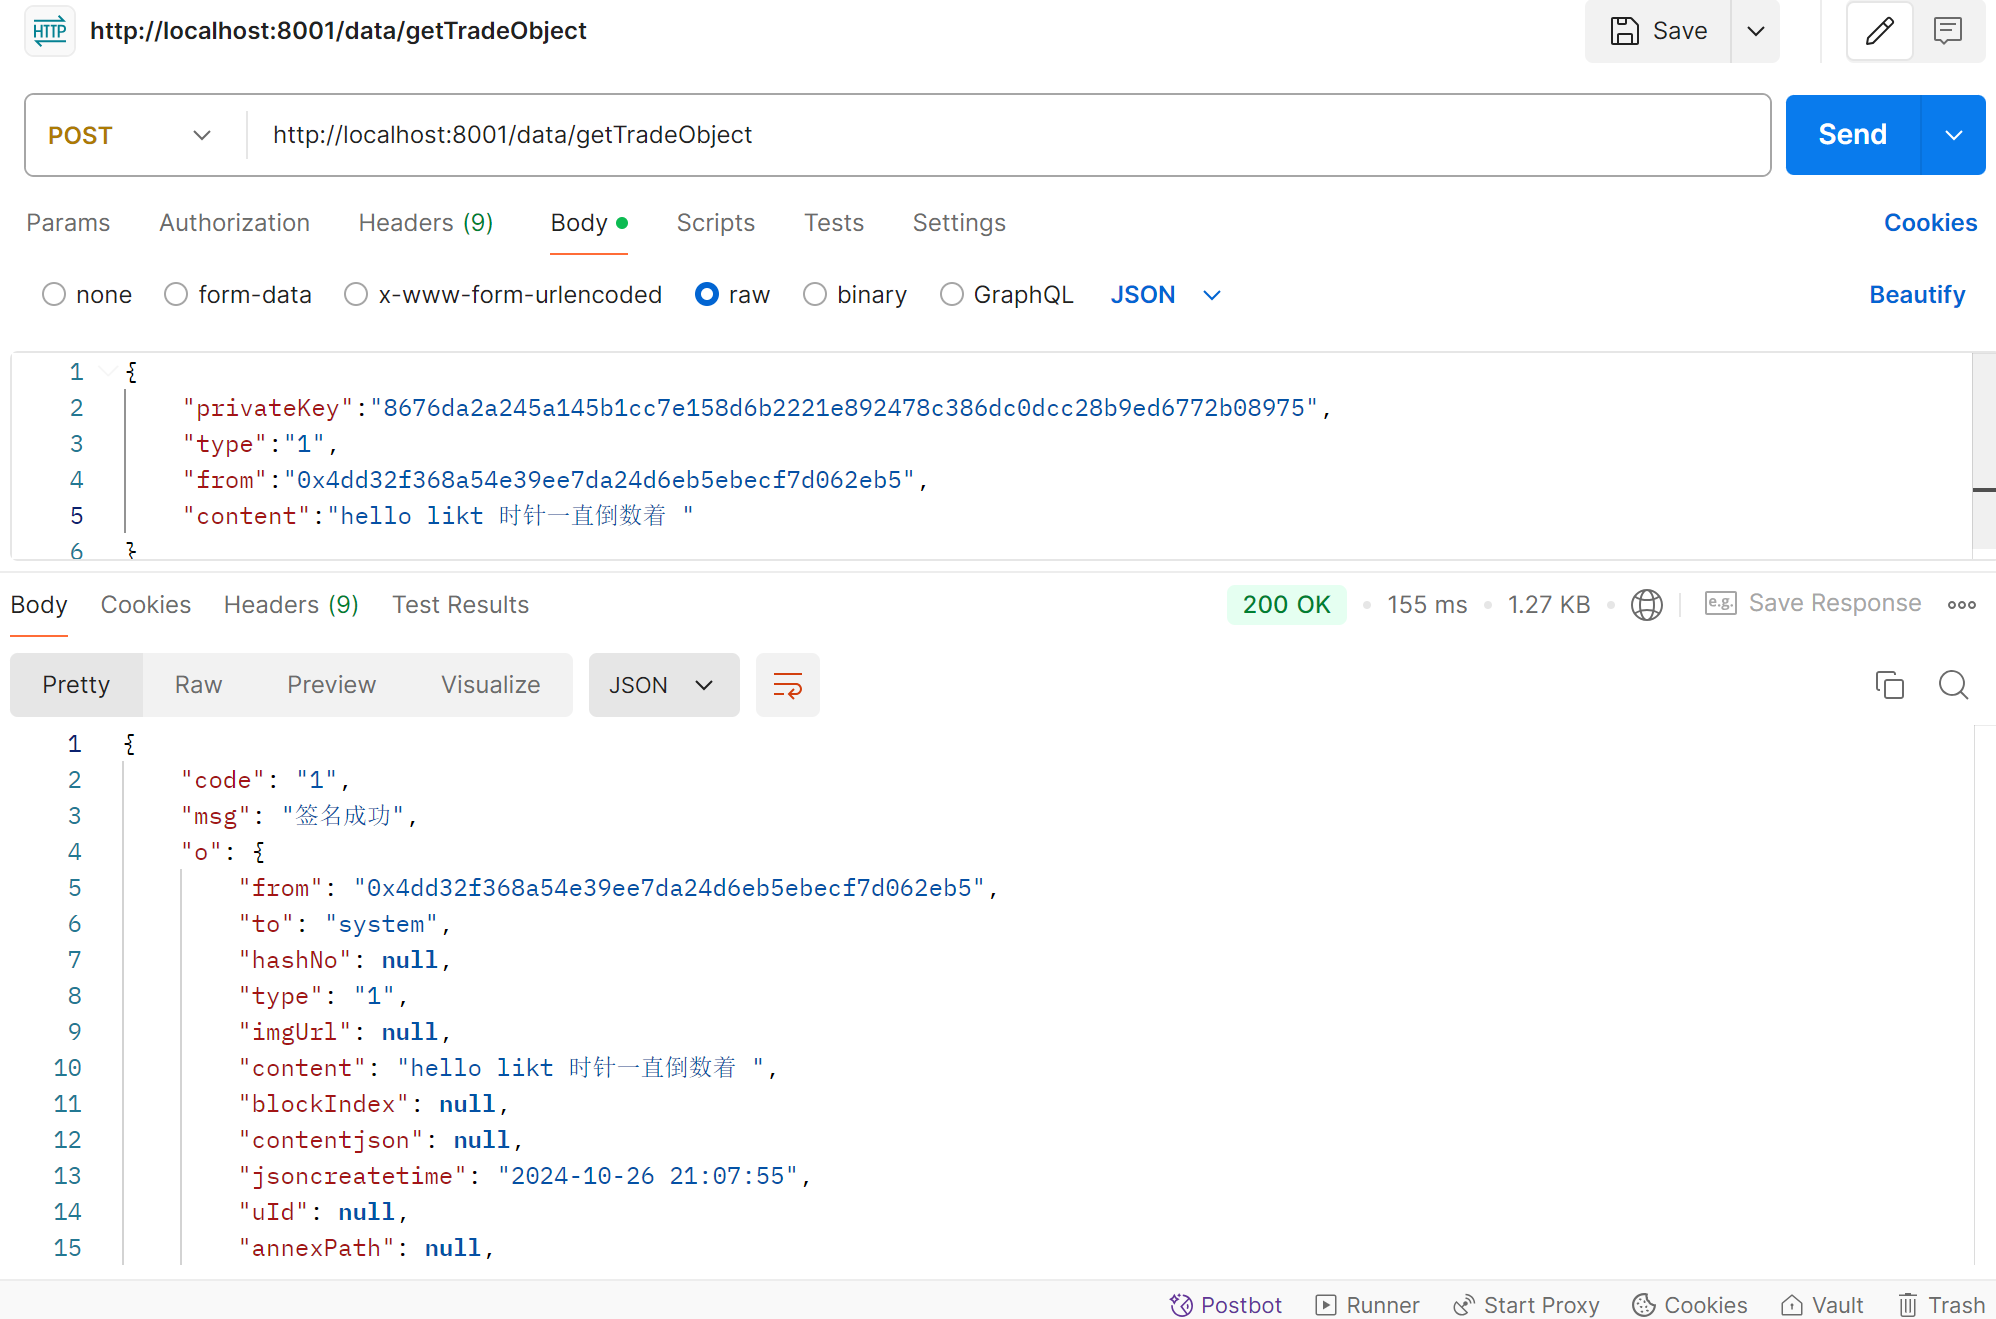 HTTP http://localhost:8001/data/getTradeObject Save
POST http://localhost:8001/data/getTradeObject Send
Params Authorization Headers (9) Body Scripts Tests Settings Cookies
none form-data x-www-form-urlencoded raw binary GraphQL JSON Beautify
1 {
2 "privateKey":"8676da2a245a145b1cc7e158d6b2221e892478c386dc0dcc28b9ed6772b08975",
3 "type":"1",
4 "from":"0x4dd32f368a54e39ee7da24d6eb5ebecf7d062eb5",
5 "content":"hello likt 时针一直倒数着 "
6 }
Body Cookies Headers (9) Test Results 200 OK 155 ms 1.27 KB e.g. Save Response
Pretty Raw Preview Visualize JSON
1 {
2 "code": "1",
3 "msg": "签名成功",
4 "o": {
5 "from": "0x4dd32f368a54e39ee7da24d6eb5ebecf7d062eb5",
6 "to": "system",
7 "hashNo": null,
8 "type": "1",
9 "imgUrl": null,
10 "content": "hello likt 时针一直倒数着 ",
11 "blockIndex": null,
12 "contentjson": null,
13 "jsoncreatetime": "2024-10-26 21:07:55",
14 "uId": null,
15 "annexPath": null,
Postbot Runner Start Proxy Cookies Vault Trash